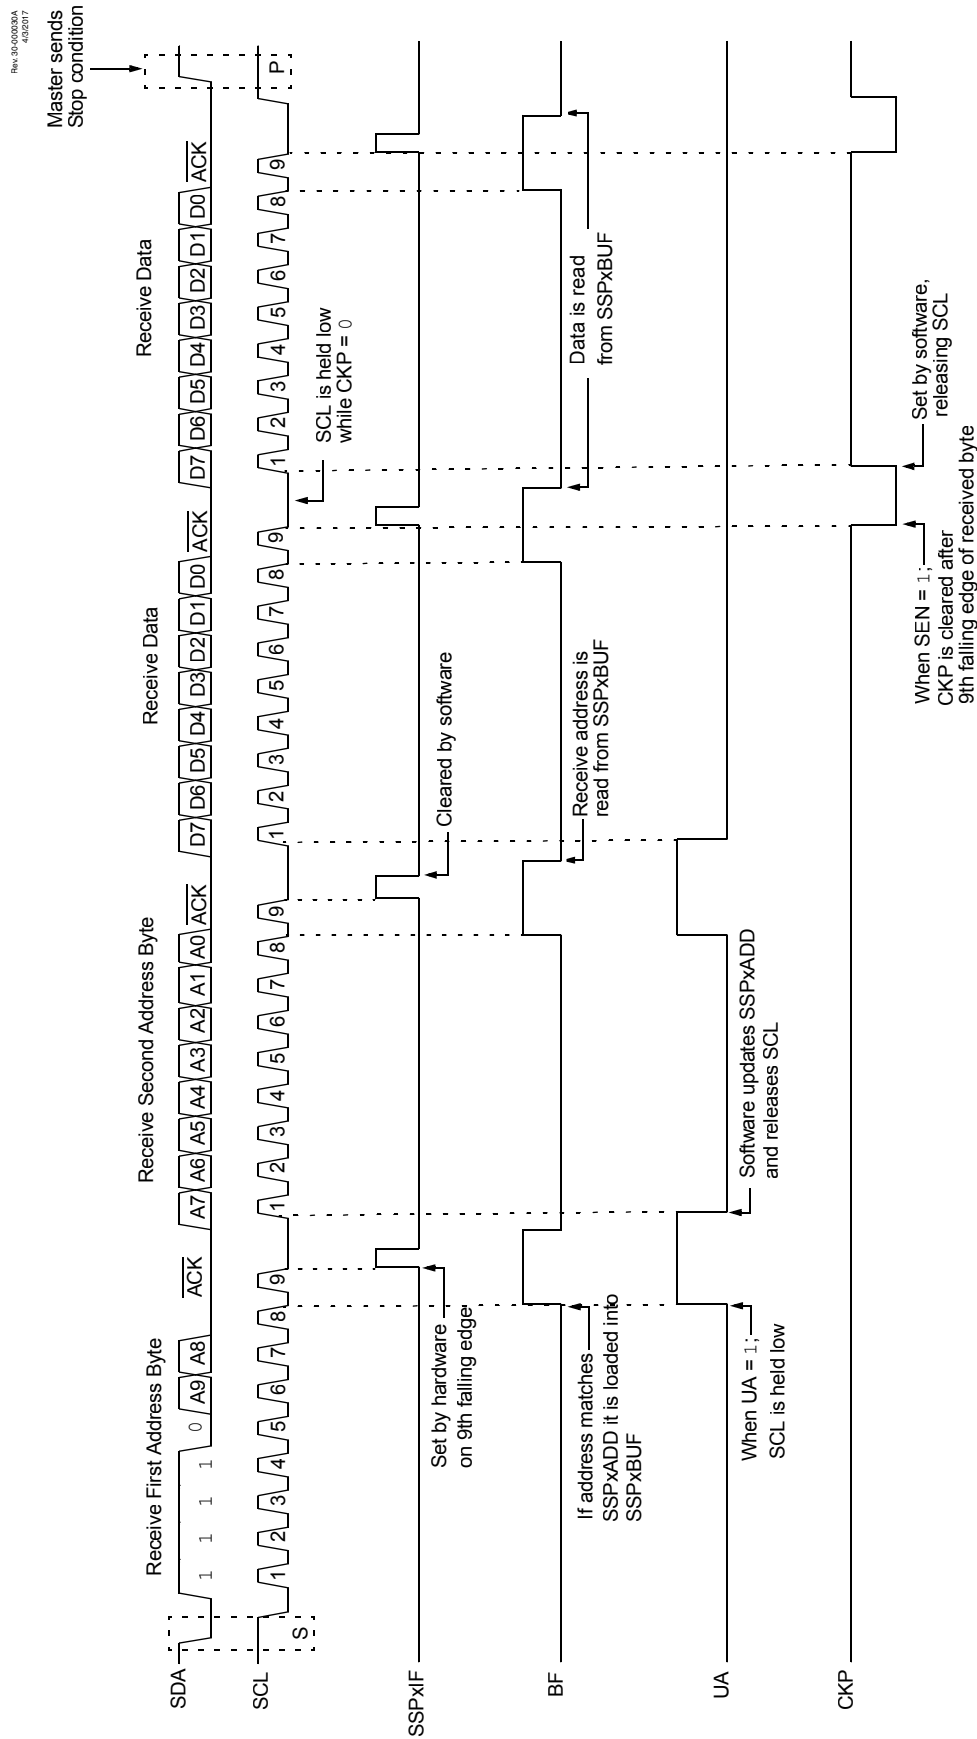 Rev. 30-000030A
4/3/2017
Master sends
Stop condition
Receive First Address Byte
Receive Second Address Byte
Receive Data
Receive Data
SDA
1 1 1 1 0 A9 A8 ACK
A7 A6 A5 A4 A3 A2 A1 A0 ACK
D7 D6 D5 D4 D3 D2 D1 D0 ACK
D7 D6 D5 D4 D3 D2 D1 D0 ACK
SCL
S
1 2 3 4 5 6 7 8 9
1 2 3 4 5 6 7 8 9
1 2 3 4 5 6 7 8 9
1 2 3 4 5 6 7 8 9
P
SCL is held low
while CKP = 0
SSPxIF
Set by hardware
on 9th falling edge
Cleared by software
BF
If address matches
SSPxADD it is loaded into
SSPxBUF
Receive address is
read from SSPxBUF
Data is read
from SSPxBUF
UA
When UA = 1;
SCL is held low
Software updates SSPxADD
and releases SCL
CKP
When SEN = 1;
CKP is cleared after
9th falling edge of received byte
Set by software,
releasing SCL